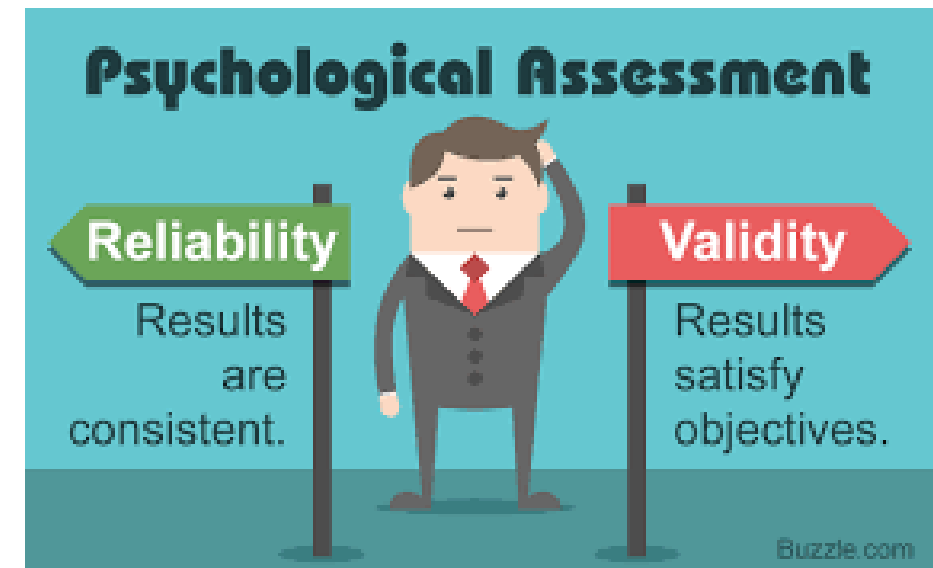 Psychological Assessment
Reliability
Results
are
consistent.
Validity
Results
satisfy
objectives.
Buzzle.com